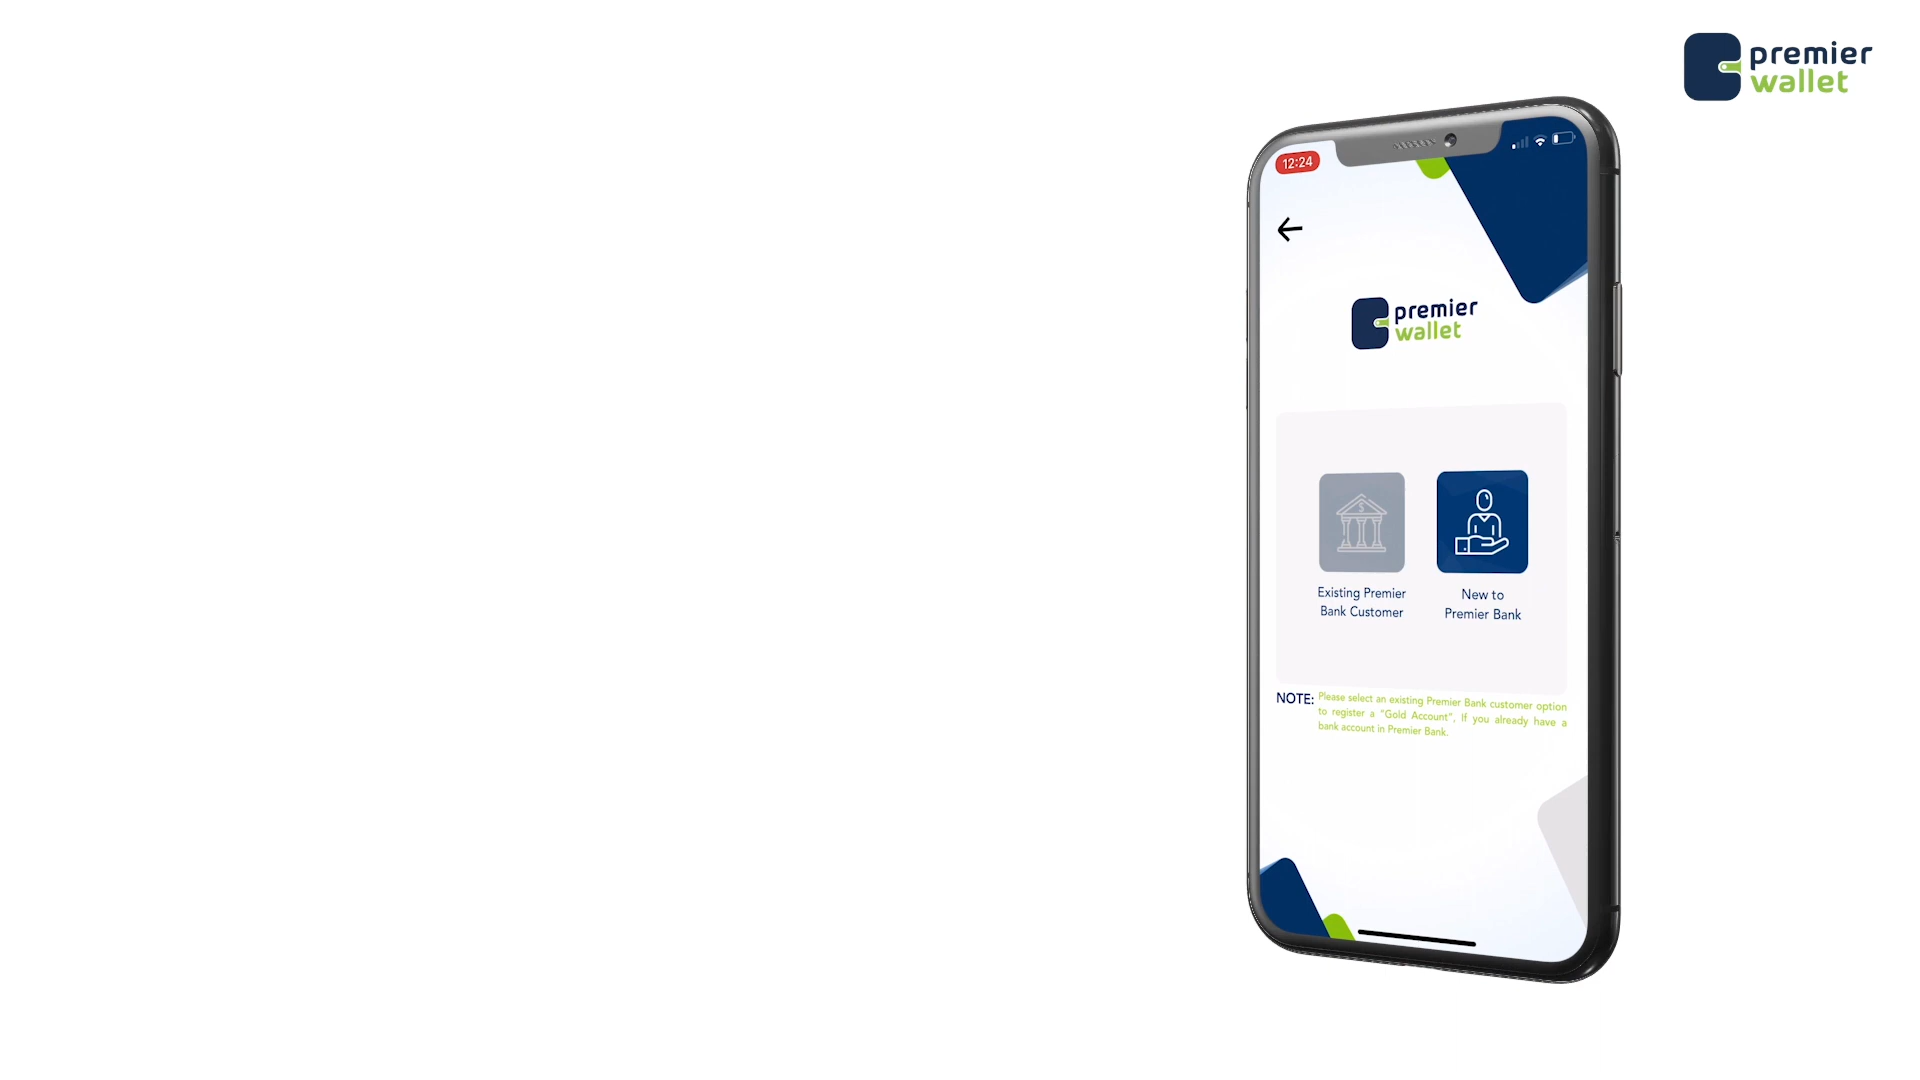 premier
wallet
12:24
premier
wallet
Existing Premier
Bank Customer
New to
Premier Bank
NOTE: Please select an existing Premier Bank customer option
to register a "Gold Account", If you already have a
bank account in Premier Bank.